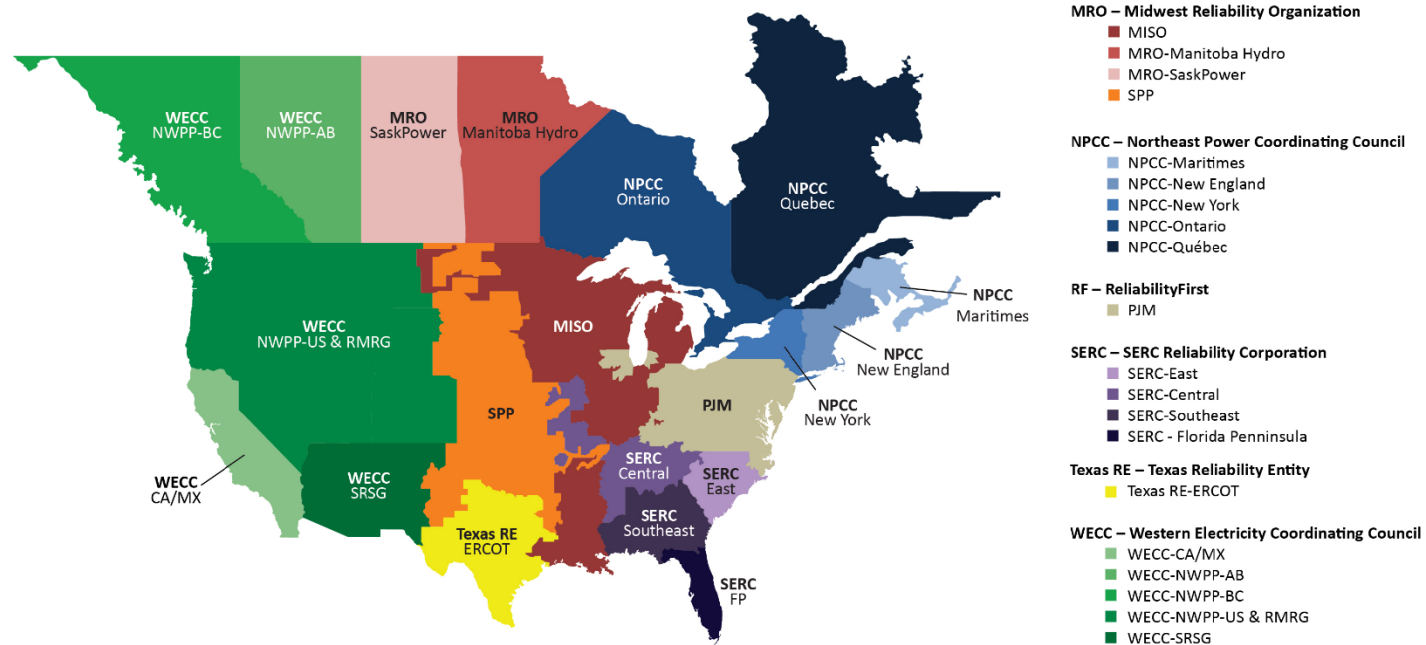 WECC
NWPP-BC
WECC
NWPP-AB
MRO
SaskPower
MRO
Manitoba Hydro
NPCC
Ontario
NPCC
Quebec
NPCC
Maritimes
WECC
NWPP-US & RMRG
MISO
NPCC
New England
SPP
PJM
NPCC
New York
WECC
CA/MX
WECC
SRSG
SERC
Central
SERC
East
Texas RE
ERCOT
SERC
Southeast
SERC
FP
MRO – Midwest Reliability Organization
MISO
MRO-Manitoba Hydro
MRO-SaskPower
SPP
NPCC – Northeast Power Coordinating Council
NPCC-Maritimes
NPCC-New England
NPCC-New York
NPCC-Ontario
NPCC-Québec
RF – ReliabilityFirst
PJM
SERC – SERC Reliability Corporation
SERC-East
SERC-Central
SERC-Southeast
SERC - Florida Penninsula
Texas RE – Texas Reliability Entity
Texas RE-ERCOT
WECC – Western Electricity Coordinating Council
WECC-CA/MX
WECC-NWPP-AB
WECC-NWPP-BC
WECC-NWPP-US & RMRG
WECC-SRSG